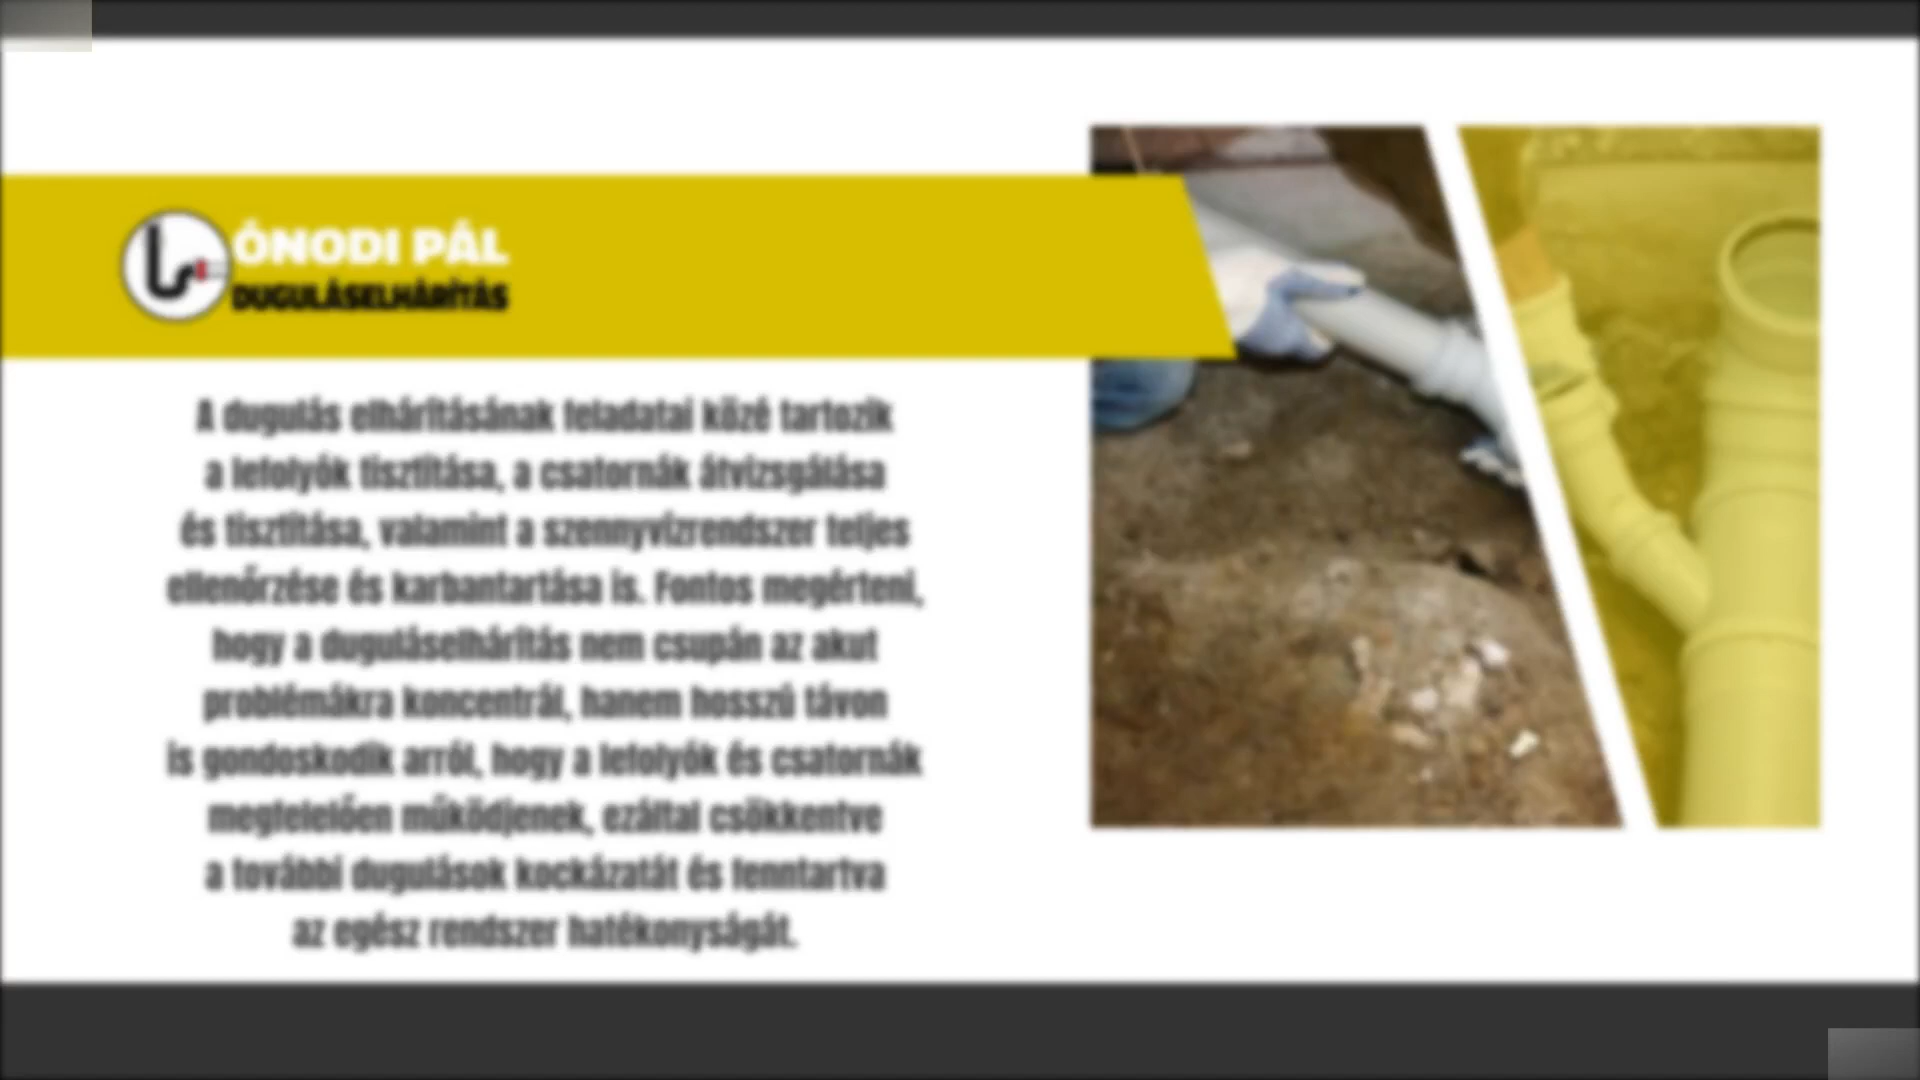 ÓNODI PÁL
DUGULÁSELHÁRÍTÁS
A dugulás elhárításának feladatai közé tartozik
a lefolyók tisztítása, a csatornák átvizsgálása
és tisztítása, valamint a szennyvízrendszer teljes
ellenőrzése és karbantartása is. Fontos megérteni,
hogy a duguláselhárítás nem csupán az akut
problémákra koncentrál, hanem hosszú távon
is gondoskodik arról, hogy a lefolyók és csatornák
megfelelően működjenek, ezáltal csökkentve
a további dugulások kockázatát és fenntartva
az egész rendszer hatékonyságát.